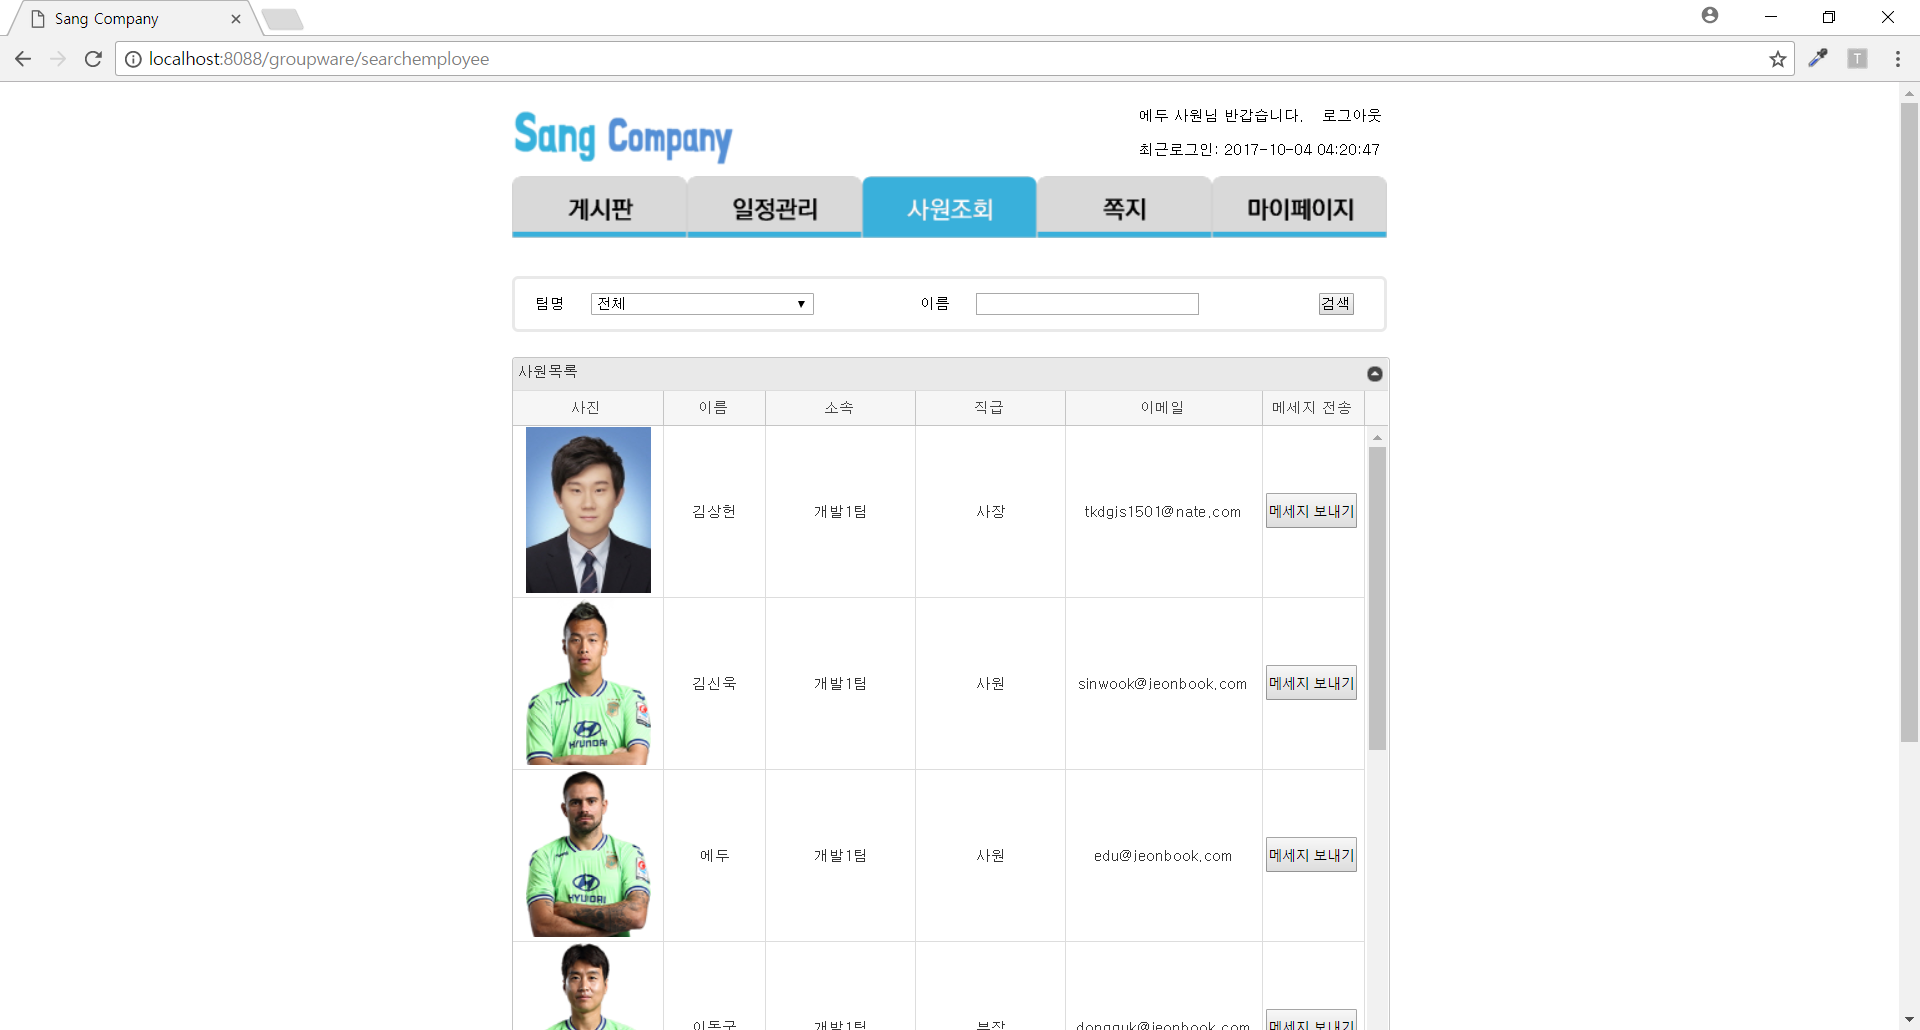 Sang Company
localhost:8088/groupware/searchemployee
T
Sang Company
에두 사원님 반갑습니다. 로그아웃
최근로그인: 2017-10-04 04:20:47
게시판 일정관리 사원조회 쪽지 마이페이지
팀명 전체 이름 검색
사원목록
사진 이름 소속 직급 이메일 메세지 전송
김상헌 개발1팀 사장 tkdgjs1501@nate.com 메세지 보내기
HYUNDAI
김신욱 개발1팀 사원 sinwook@jeonbook.com 메세지 보내기
HYUNDAI
에두 개발1팀 사원 edu@jeonbook.com 메세지 보내기
이동국 개발1팀 부장 dongguk@jeonbook.com 메세지 보내기